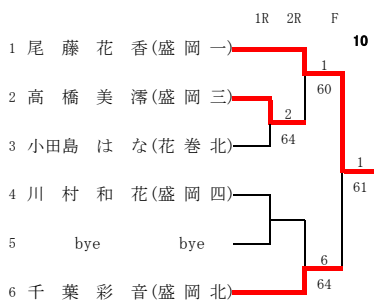 1R 2R F
10
1 尾 藤 花 香(盛 岡 一)
1
60
2 高 橋 美 澪(盛 岡 三)
2
64
3 小田島 は な(花 巻 北)
1
61
4 川 村 和 花(盛 岡 四)
5 bye bye
6
64
6 千 葉 彩 音(盛 岡 北)